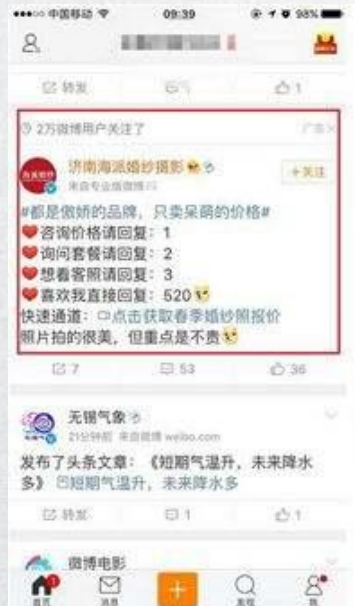 中国移动
09:39
98%
转发
1
2万微博用户关注了
广告
济南海派婚纱摄影
来自专业版微博
+关注
#都是傲娇的品牌，只卖呆萌的价格#
咨询价格请回复：1
询问套餐请回复：2
想看客照请回复：3
喜欢我直接回复：520
快速通道：点击获取春季婚纱照报价
照片拍的很美，但重点是不贵
7
53
36
无锡气象
21分钟前 来自微博 weibo.com
发布了头条文章：《短期气温升，未来降水
多》 短期气温升，未来降水多
转发
1
1
微博电影
首页
消息
发现
我